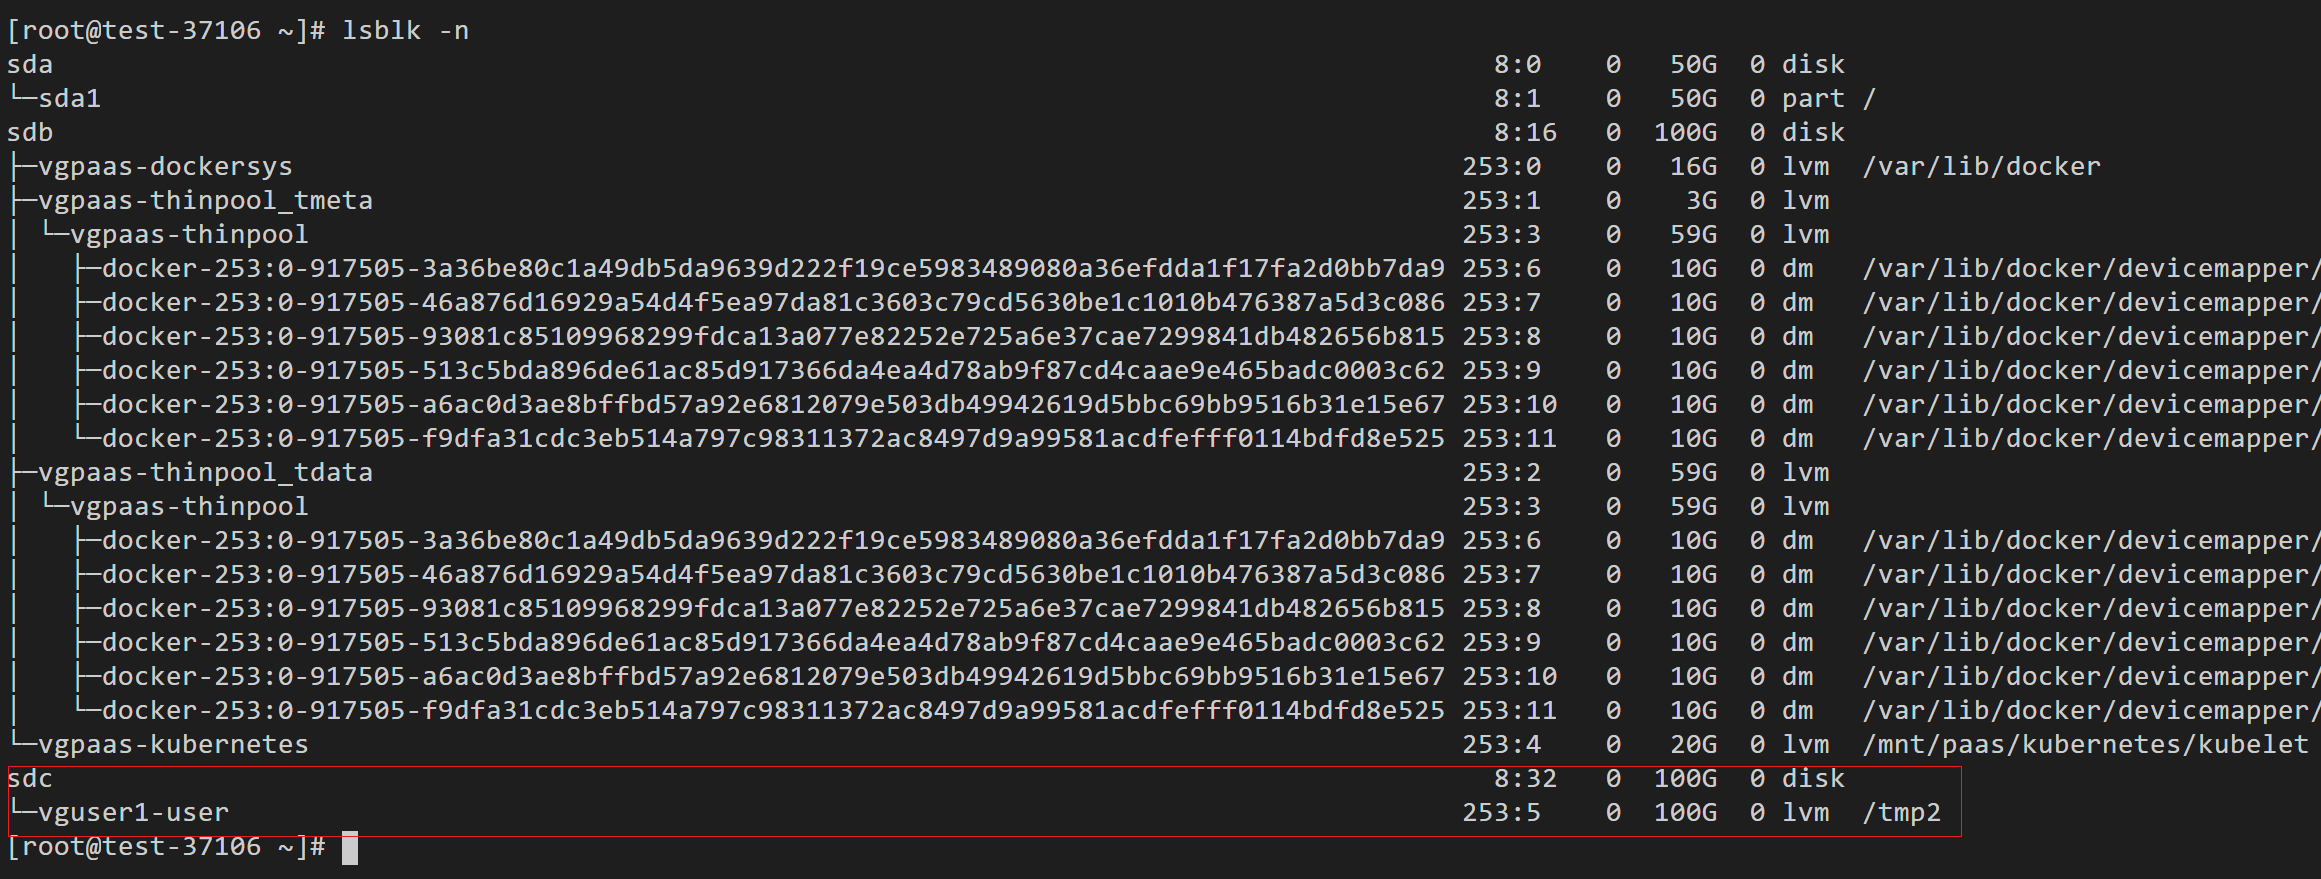 [root@test-37106 ~]# lsblk -n
sda 8:0 0 50G 0 disk
└─sda1 8:1 0 50G 0 part /
sdb 8:16 0 100G 0 disk
├─vgpaas-dockersys 253:0 0 16G 0 lvm /var/lib/docker
├─vgpaas-thinpool_tmeta 253:1 0 3G 0 lvm
│ └─vgpaas-thinpool 253:3 0 59G 0 lvm
│   ├─docker-253:0-917505-3a36be80c1a49db5da9639d222f19ce5983489080a36efdda1f17fa2d0bb7da9 253:6 0 10G 0 dm /var/lib/docker/devicemapper/
│   ├─docker-253:0-917505-46a876d16929a54d4f5ea97da81c3603c79cd5630be1c1010b476387a5d3c086 253:7 0 10G 0 dm /var/lib/docker/devicemapper/
│   ├─docker-253:0-917505-93081c85109968299fdca13a077e82252e725a6e37cae7299841db482656b815 253:8 0 10G 0 dm /var/lib/docker/devicemapper/
│   ├─docker-253:0-917505-513c5bda896de61ac85d917366da4ea4d78ab9f87cd4caae9e465badc0003c62 253:9 0 10G 0 dm /var/lib/docker/devicemapper/
│   ├─docker-253:0-917505-a6ac0d3ae8bffbd57a92e6812079e503db49942619d5bbc69bb9516b31e15e67 253:10 0 10G 0 dm /var/lib/docker/devicemapper/
│   └─docker-253:0-917505-f9dfa31cdc3eb514a797c98311372ac8497d9a99581acdfefff0114bdfd8e525 253:11 0 10G 0 dm /var/lib/docker/devicemapper/
├─vgpaas-thinpool_tdata 253:2 0 59G 0 lvm
│ └─vgpaas-thinpool 253:3 0 59G 0 lvm
│   ├─docker-253:0-917505-3a36be80c1a49db5da9639d222f19ce5983489080a36efdda1f17fa2d0bb7da9 253:6 0 10G 0 dm /var/lib/docker/devicemapper/
│   ├─docker-253:0-917505-46a876d16929a54d4f5ea97da81c3603c79cd5630be1c1010b476387a5d3c086 253:7 0 10G 0 dm /var/lib/docker/devicemapper/
│   ├─docker-253:0-917505-93081c85109968299fdca13a077e82252e725a6e37cae7299841db482656b815 253:8 0 10G 0 dm /var/lib/docker/devicemapper/
│   ├─docker-253:0-917505-513c5bda896de61ac85d917366da4ea4d78ab9f87cd4caae9e465badc0003c62 253:9 0 10G 0 dm /var/lib/docker/devicemapper/
│   ├─docker-253:0-917505-a6ac0d3ae8bffbd57a92e6812079e503db49942619d5bbc69bb9516b31e15e67 253:10 0 10G 0 dm /var/lib/docker/devicemapper/
│   └─docker-253:0-917505-f9dfa31cdc3eb514a797c98311372ac8497d9a99581acdfefff0114bdfd8e525 253:11 0 10G 0 dm /var/lib/docker/devicemapper/
└─vgpaas-kubernetes 253:4 0 20G 0 lvm /mnt/paas/kubernetes/kubelet
sdc 8:32 0 100G 0 disk
└─vguser1-user 253:5 0 100G 0 lvm /tmp2
[root@test-37106 ~]#